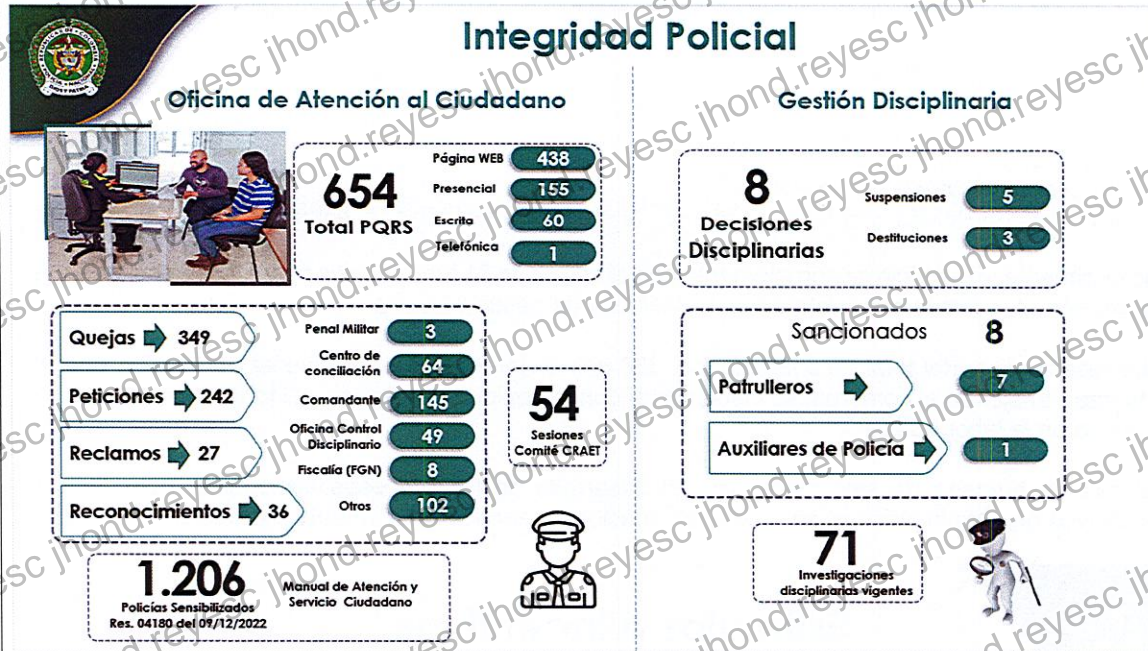 Integridad Policial
Oficina de Atención al Ciudadano
654
Total PQRS
Página WEB 438
Presencial 155
Escrita 60
Telefónica 1
Quejas 349
Peticiones 242
Reclamos 27
Reconocimientos 36
Penal Militar 3
Centro de
conciliación 64
Comandante 145
Oficina Control
Disciplinario 49
Fiscalía (FGN) 8
Otros 102
54
Sesiones
Comité CRAET
1.206
Policías Sensibilizados
Res. 04180 del 09/12/2022
Manual de Atención y
Servicio Ciudadano
Gestión Disciplinaria
8
Decisiones
Disciplinarias
Suspensiones 5
Destituciones 3
Sancionados 8
Patrulleros 7
Auxiliares de Policía 1
71
Investigaciones
disciplinarias vigentes
jhond.reyesc jhond.reyesc jhond.reyesc